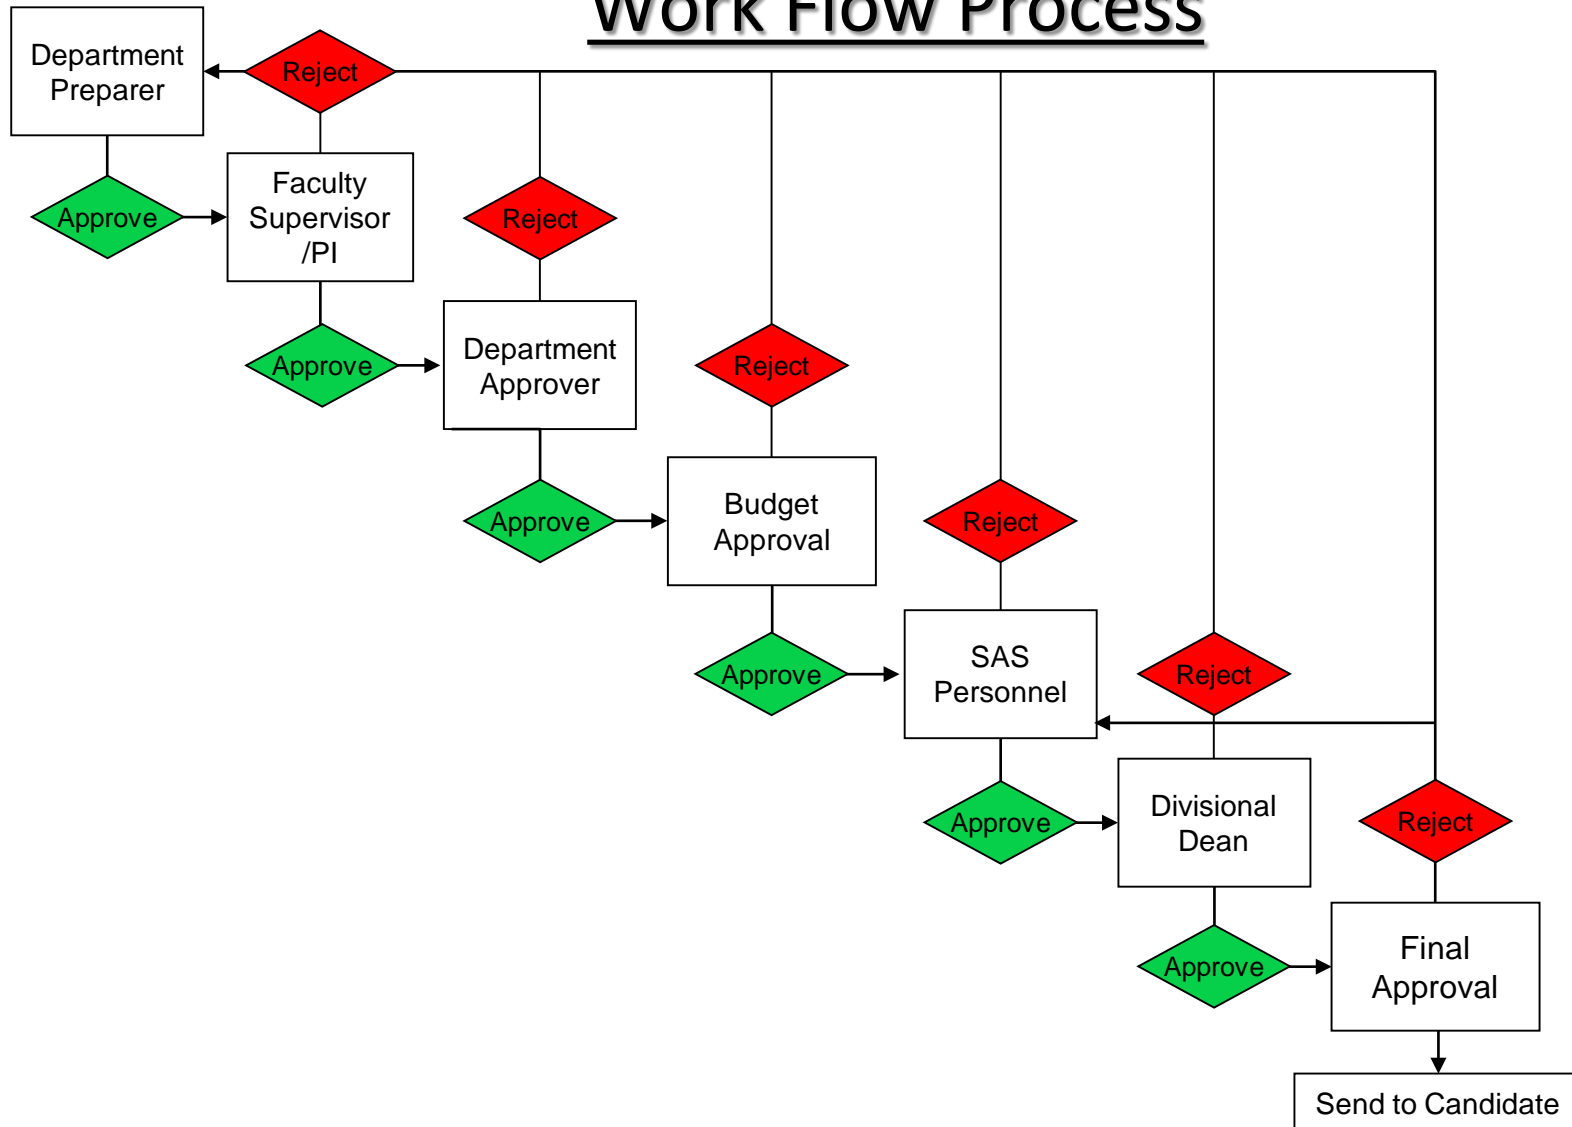 Work Flow Process
Department
Preparer
Reject
Approve
Faculty
Supervisor
/PI
Reject
Approve
Department
Approver
Reject
Approve
Budget
Approval
Reject
Approve
SAS
Personnel
Reject
Approve
Divisional
Dean
Reject
Approve
Final
Approval
Send to Candidate